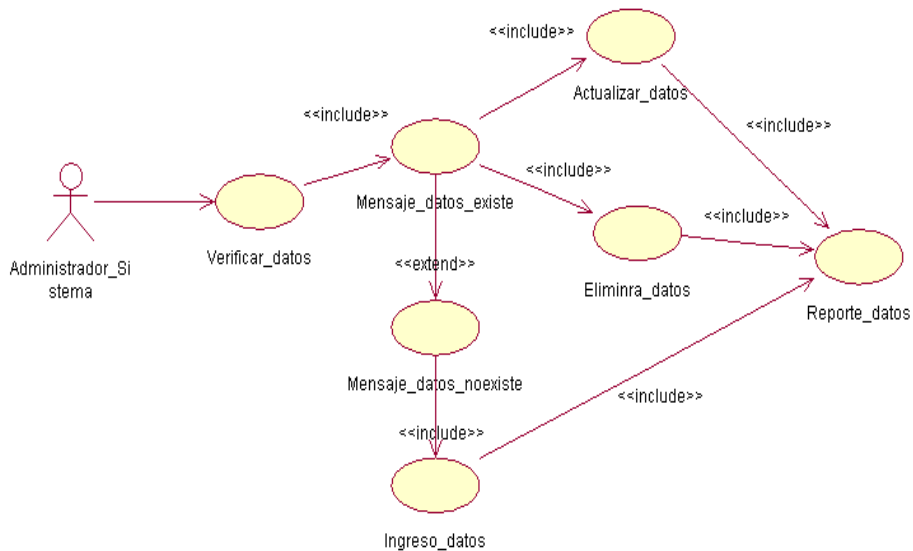 <<include>>
Actualizar_datos
<<include>>
<<include>>
Mensaje_datos_existe
<<include>>
Administrador_Si
stema
Verificar_datos
<<extend>>
<<include>>
Eliminra_datos
Reporte_datos
Mensaje_datos_noexiste
<<include>>
<<include>>
Ingreso_datos